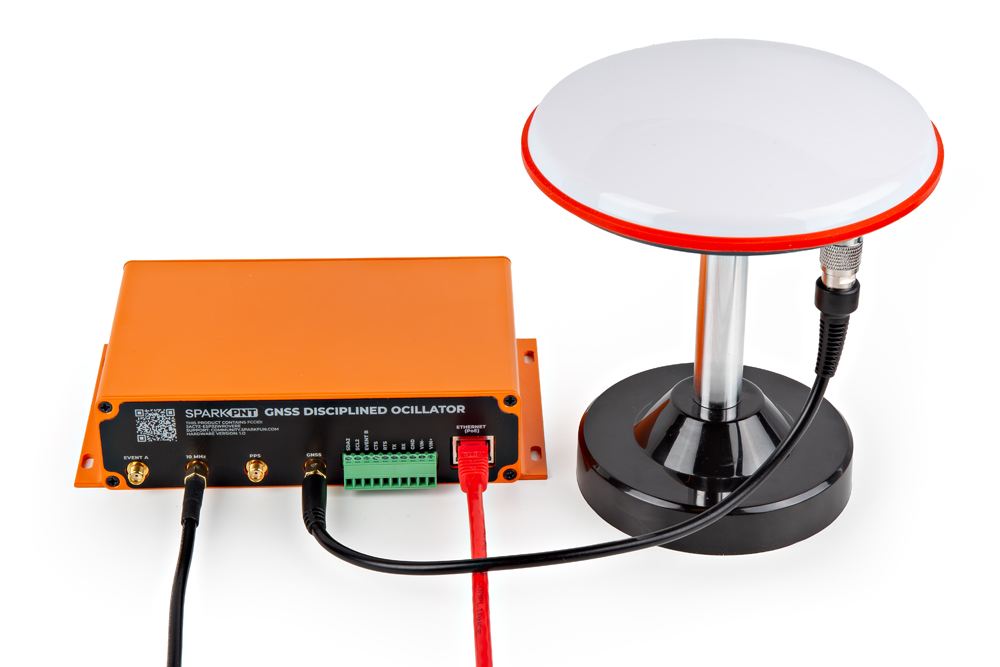 SPARKPNT GNSS DISCIPLINED OCILLATOR
THIS PRODUCT CONTAINS FCCID:
2ACTZ-ESP32WROVERE
SUPPORT: COMMUNITY.SPARKFUN.COM
HARDWARE VERSION: 1.0
ETHERNET
(PoE)
EVENT A
10 MHz
PPS
GNSS
SDA2
SCL2
EVENT B
CTS
RTS
TX
RX
GND
VIN-
VIN+